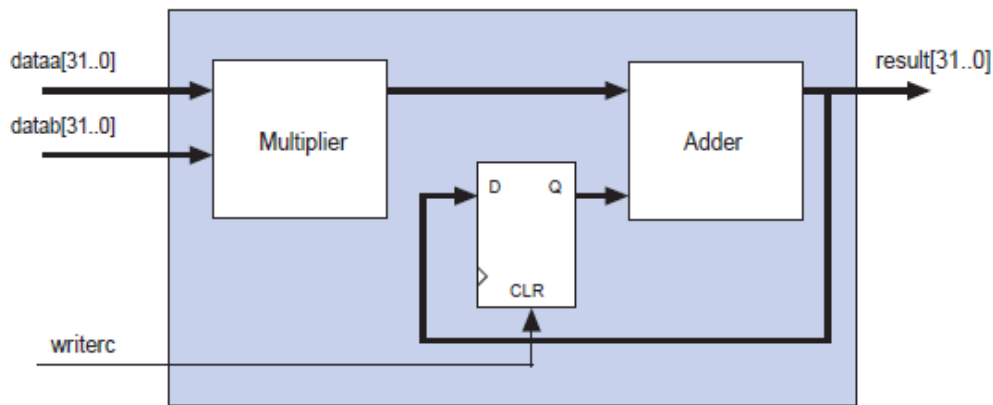 dataa[31..0]
result[31..0]
datab[31..0]
Multiplier
Adder
D
Q
CLR
writerc